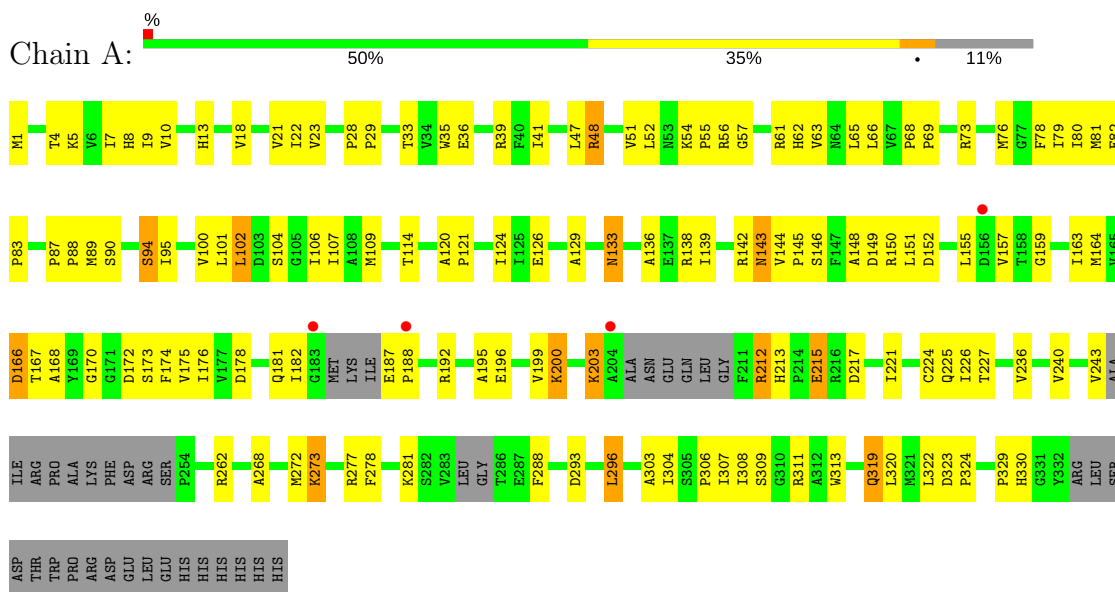 %
Chain A:
50% 35% • 11%
M1 T4 K5 V6 I7 H8 I9 V10 H13 V18 V21 I22 V23 P28 P29 T33 V34 W35 E36 R39 F40 I41 L47 R48 V51 L52 N53 K54 P55 R56 G57 R61 H62 V63 N64 L65 L66 V67 P68 P69 R73 M76 G77 F78 I79 I80 M81
P83 P87 P88 M89 S90 S94 I95 V100 L101 L102 D103 S104 G105 I106 I107 A108 M109 T114 A120 P121 I124 I125 E126 A129 N133 A136 E137 R138 I139 R142 N143 V144 P145 S146 F147 A148 D149 R150 L151 D152 L155 D156 V157 T158 G159 I163 M164 V165
D166 T167 A168 Y169 G170 G171 D172 S173 F174 V175 I176 V177 D178 Q181 I182 G183 MET LYS ILE E187 P188 R192 A195 E196 V199 K200 K203 A204 ALA ASN GLU GLN LEU GLY F211 R212 H213 P214 E215 R216 D217 I221 C224 Q225 I226 T227 V236 V240 V243 ALA
ILE ARG PRO ALA LYS PHE ASP ARG SER P254 R262 A268 M272 K273 R277 F278 K281 S282 V283 LEU GLY T286 E287 F288 D293 L296 A303 I304 S305 P306 I307 I308 S309 G310 R311 A312 W313 Q319 L320 M321 L322 D323 P324 P329 H330 G331 Y332 ARG LEU SER
ASP THR TRP PRO ARG ASP GLU LEU GLU HIS HIS HIS HIS HIS HIS